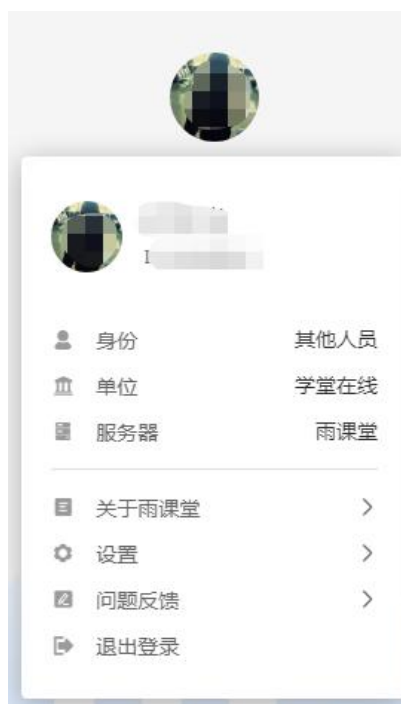 I
身份 其他人员
单位 学堂在线
服务器 雨课堂
关于雨课堂
设置
问题反馈
退出登录